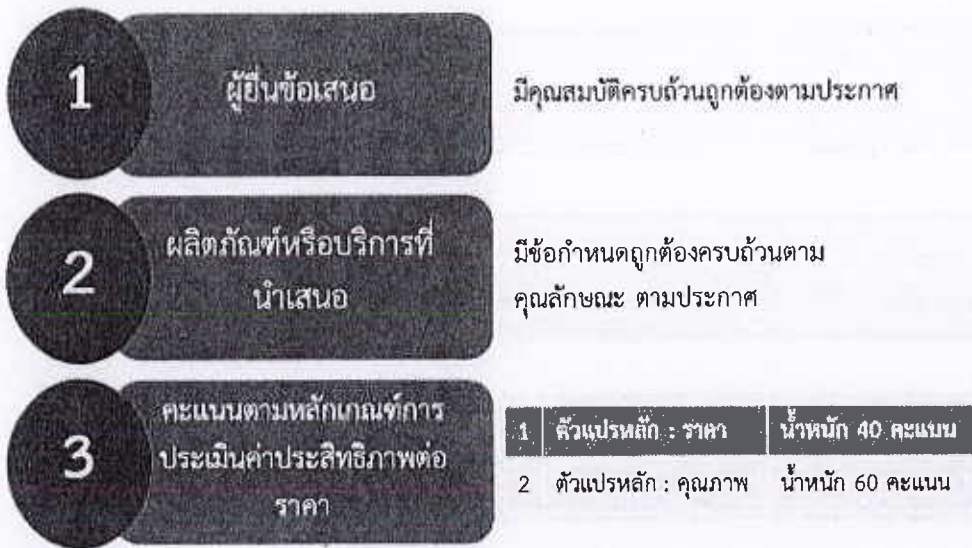 1
ผู้ยื่นข้อเสนอ
มีคุณสมบัติครบถ้วนถูกต้องตามประกาศ
2
ผลิตภัณฑ์หรือบริการที่
นำเสนอ
มีข้อกำหนดถูกต้องครบถ้วนตาม
คุณลักษณะ ตามประกาศ
3
คะแนนตามหลักเกณฑ์การ
ประเมินค่าประสิทธิภาพต่อ
ราคา
1 ตัวแปรหลัก : ราคา น้ำหนัก 40 คะแนน
2 ตัวแปรหลัก : คุณภาพ น้ำหนัก 60 คะแนน